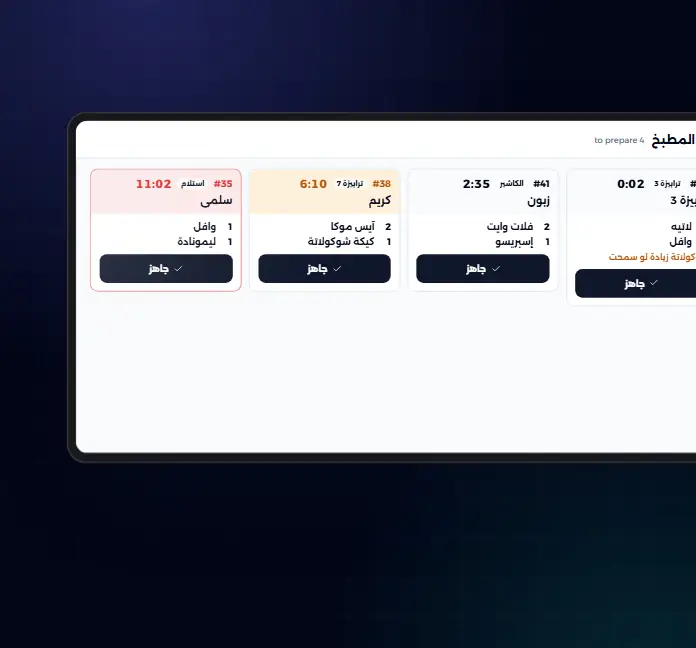 المطبخ
4 to prepare
ترابيزة 3 0:02
لاتيه
وافل
زيادة لو سمحت
جاهز
#41 الكاشير 2:35
زبون
2 فلات وايت
1 إسبريسو
جاهز
#38 ترابيزة 7 6:10
كريم
2 آيس موكا
1 كيكة شوكولاتة
جاهز
#35 استلام 11:02
سلمى
1 وافل
1 ليمونادة
جاهز